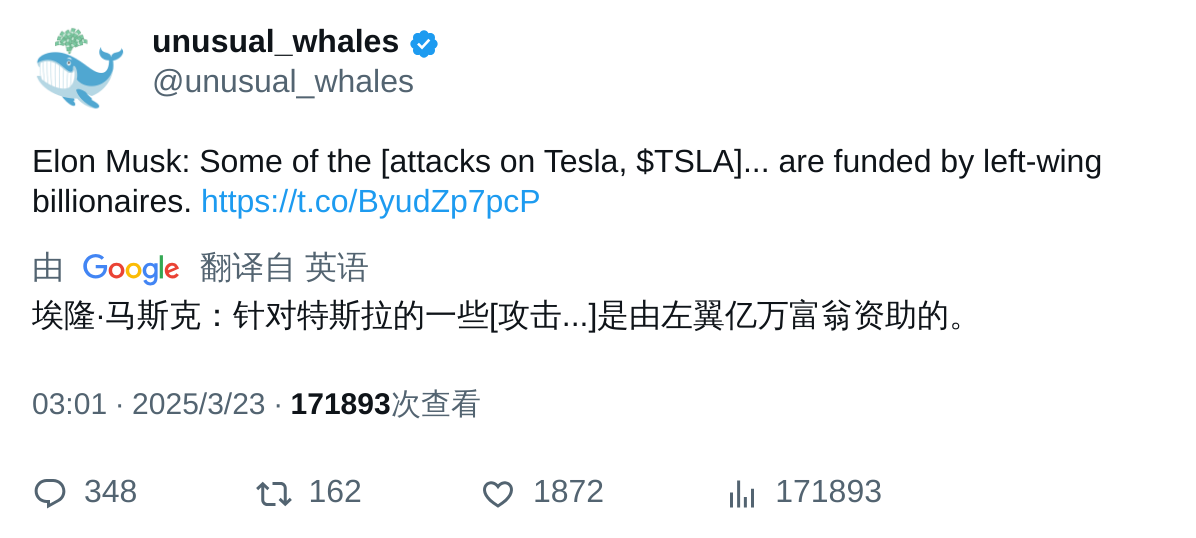 unusual_whales
@unusual_whales
Elon Musk: Some of the [attacks on Tesla, $TSLA]... are funded by left-wing
billionaires. https://t.co/ByudZp7pcP
由 Google 翻译自 英语
埃隆·马斯克：针对特斯拉的一些[攻击...]是由左翼亿万富翁资助的。
03:01 · 2025/3/23 · 171893次查看
348 162 1872 171893